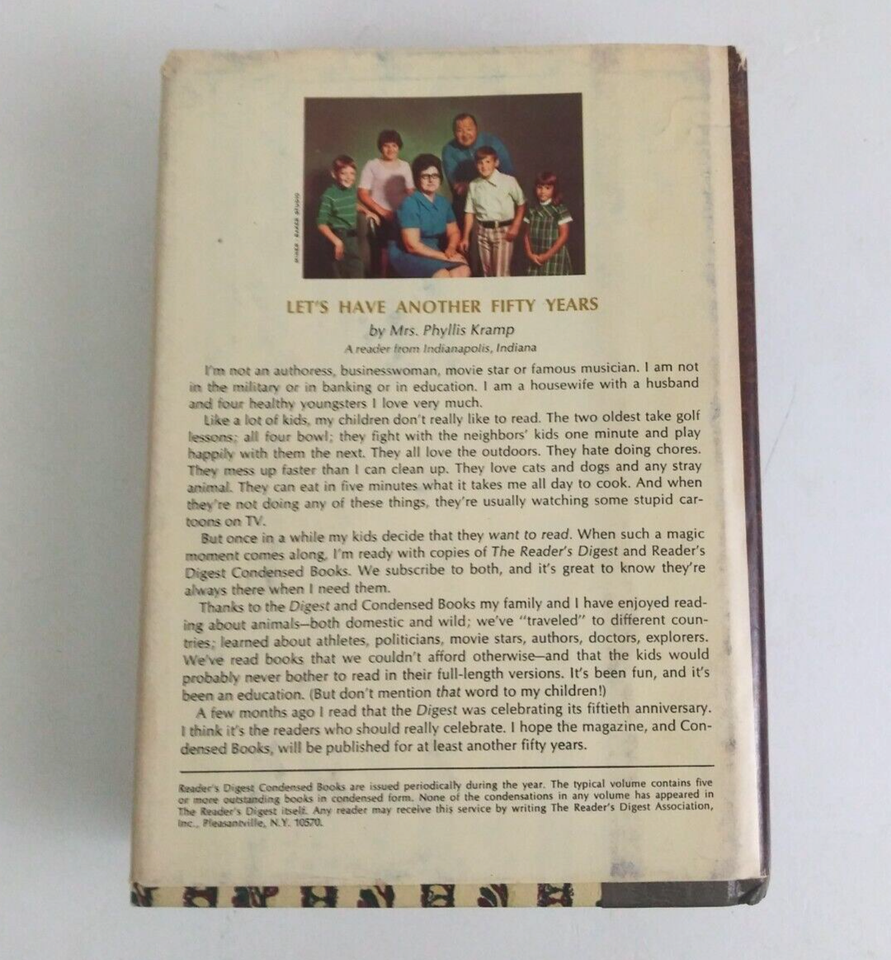 MINER-BAKER STUDIO
LET'S HAVE ANOTHER FIFTY YEARS
by Mrs. Phyllis Kramp
A reader from Indianapolis, Indiana
I'm not an authoress, businesswoman, movie star or famous musician. I am not
in the military or in banking or in education. I am a housewife with a husband
and four healthy youngsters I love very much.
Like a lot of kids, my children don't really like to read. The two oldest take golf
lessons; all four bowl; they fight with the neighbors' kids one minute and play
happily with them the next. They all love the outdoors. They hate doing chores.
They mess up faster than I can clean up. They love cats and dogs and any stray
animal. They can eat in five minutes what it takes me all day to cook. And when
they're not doing any of these things, they're usually watching some stupid car-
toons on TV.
But once in a while my kids decide that they want to read. When such a magic
moment comes along, I'm ready with copies of The Reader's Digest and Reader's
Digest Condensed Books. We subscribe to both, and it's great to know they're
always there when I need them.
Thanks to the Digest and Condensed Books my family and I have enjoyed read-
ing about animals—both domestic and wild; we've "traveled" to different coun-
tries; learned about athletes, politicians, movie stars, authors, doctors, explorers.
We've read books that we couldn't afford otherwise—and that the kids would
probably never bother to read in their full-length versions. It's been fun, and it's
been an education. (But don't mention that word to my children!)
A few months ago I read that the Digest was celebrating its fiftieth anniversary.
I think it's the readers who should really celebrate. I hope the magazine, and Con-
densed Books, will be published for at least another fifty years.
Reader's Digest Condensed Books are issued periodically during the year. The typical volume contains five
or more outstanding books in condensed form. None of the condensations in any volume has appeared in
The Reader's Digest itself. Any reader may receive this service by writing The Reader's Digest Association,
Inc., Pleasantville, N.Y. 10570.